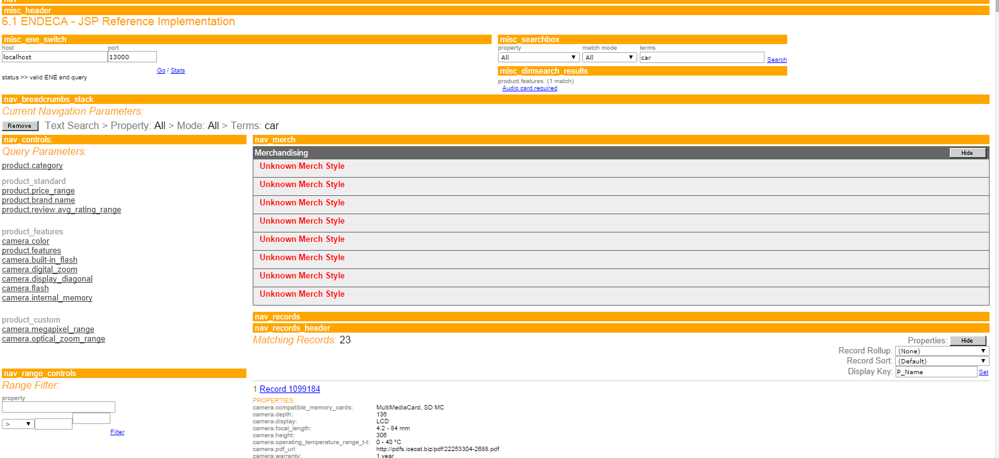 nav
misc_header
6.1 ENDECA - JSP Reference Implementation
misc_ene_switch
host port
localhost 13000
Go / Stats
status >> valid ENE and query
misc_searchbox
property match mode terms
All All car Search
misc_dimsearch_results
product.features (1 match)
Audio card required
nav_breadcrumbs_stack
Current Navigation Parameters:
Remove Text Search > Property: All > Mode: All > Terms: car
nav_controls:
Query Parameters:
product.category
product_standard
product.price_range
product.brand.name
product.review.avg_rating_range
product_features
camera.color
product.features
camera.built-in_flash
camera.digital_zoom
camera.display_diagonal
camera.flash
camera.internal_memory
product_custom
camera.megapixel_range
camera.optical_zoom_range
nav_range_controls
Range Filter:
property
>
Filter
nav_merch
Merchandising Hide
Unknown Merch Style
Unknown Merch Style
Unknown Merch Style
Unknown Merch Style
Unknown Merch Style
Unknown Merch Style
Unknown Merch Style
Unknown Merch Style
nav_records
nav_records_header
Matching Records: 23
Properties: Hide
Record Rollup: (None)
Record Sort: (Default)
Display Key: P_Name Set
1 Record 1099184
PROPERTIES:
camera.compatible_memory_cards: MultiMediaCard, SD MC
camera.depth: 136
camera.display: LCD
camera.focal_length: 4.2 - 84 mm
camera.height: 306
camera.operating_temperature_range_t-t: 0 - 40 °C
camera.pdf_url: http://pdfs.icecat.biz/pdf/22253304-2688.pdf
camera.warranty: 1 year